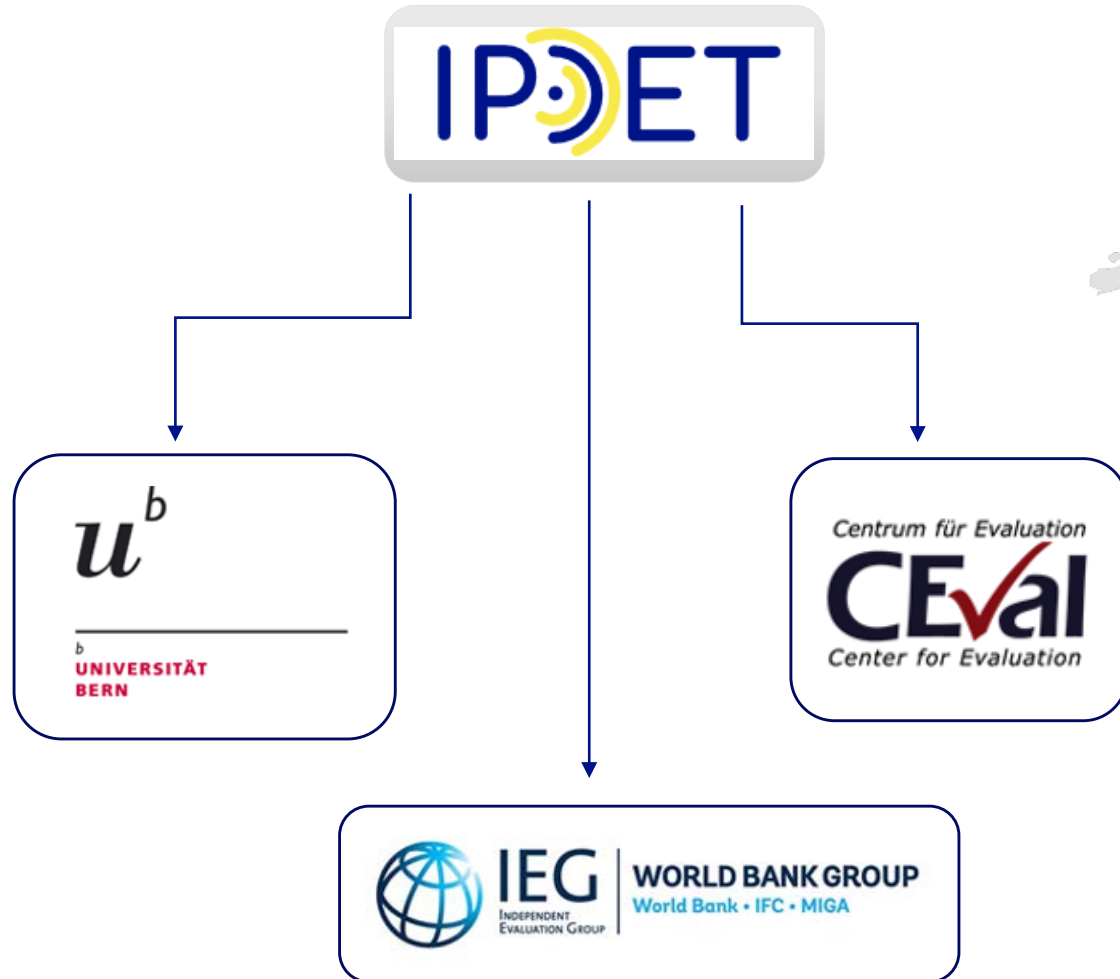 IPDET
u b
b
UNIVERSITÄT
BERN
Centrum für Evaluation
CEval
Center for Evaluation
IEG
INDEPENDENT
EVALUATION GROUP
WORLD BANK GROUP
World Bank • IFC • MIGA